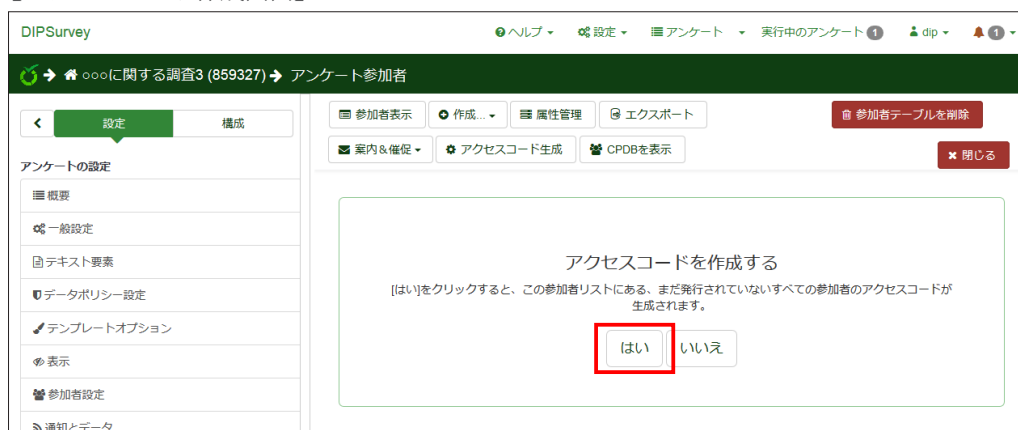 DIPSurvey ヘルプ 設定 アンケート 実行中のアンケート 1 dip 1
○○○に関する調査3 (859327) アンケート参加者
設定 構成
アンケートの設定
概要
一般設定
テキスト要素
データポリシー設定
テンプレートオプション
表示
参加者設定
通知とデータ
参加者表示 作成... 属性管理 エクスポート 参加者テーブルを削除
案内&催促 アクセスコード生成 CPDBを表示 閉じる
アクセスコードを作成する
[はい]をクリックすると、この参加者リストにある、まだ発行されていないすべての参加者のアクセスコードが
生成されます。
はい いいえ